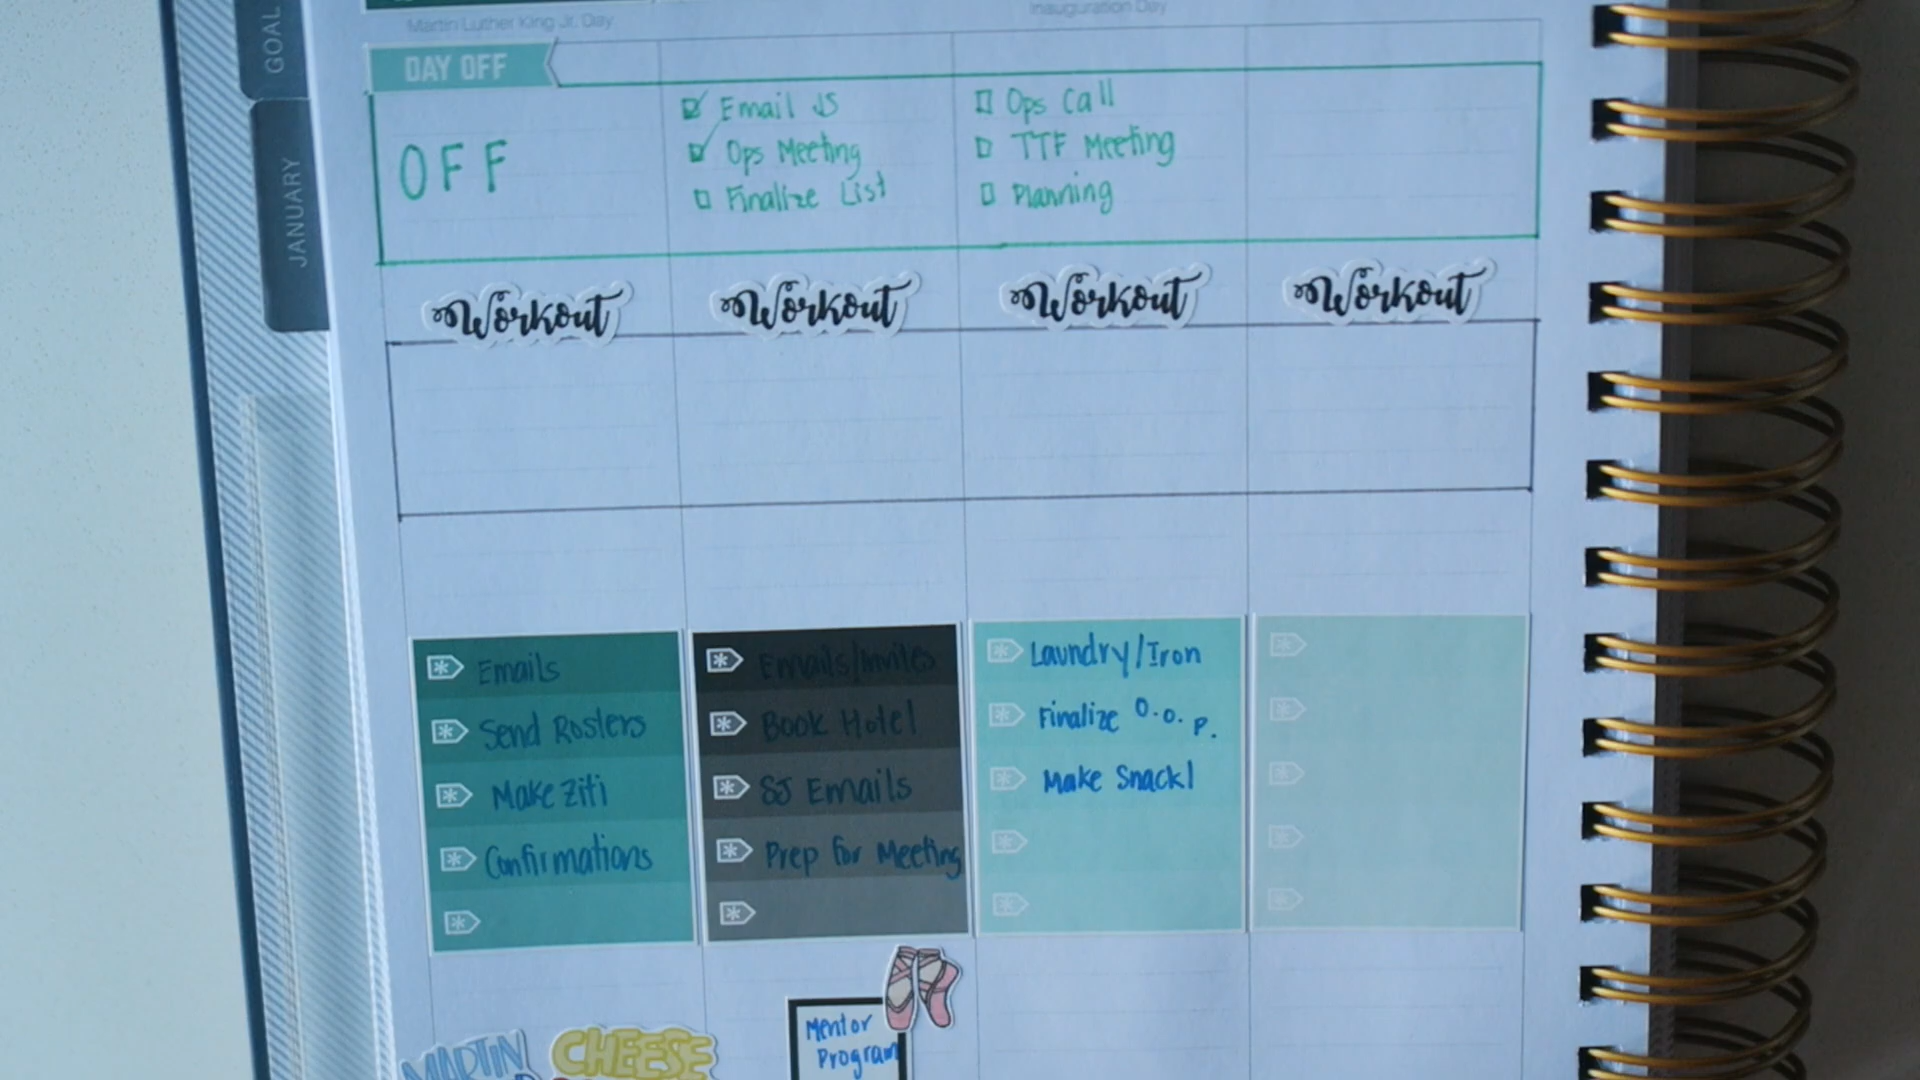 GOAL
JANUARY
Martin Luther King Jr. Day
Inauguration Day
DAY OFF
OFF
Email JS
Ops Meeting
Finalize List
Ops Call
TTF Meeting
Planning
Workout
Workout
Workout
Workout
Emails
Send Rosters
Make Ziti
Confirmations
Emails/Invites
Book Hotel
SJ Emails
Prep for Meeting
Laundry/Iron
Finalize O.O.P.
Make Snack!
MARTIN
CHEESE
Mentor
Program